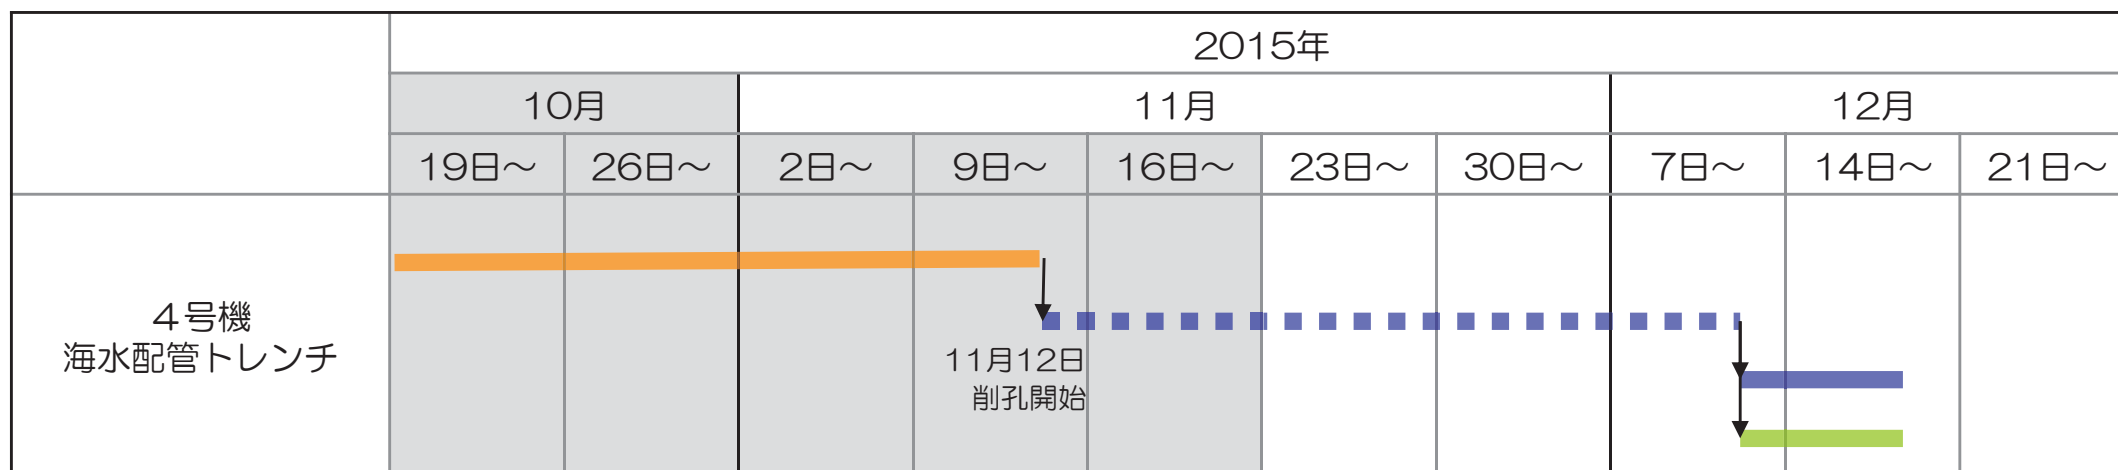 2015年
10月
11月
12月
19日～
26日～
2日～
9日～
16日～
23日～
30日～
7日～
14日～
21日～
４号機
海水配管トレンチ
11月12日
削孔開始